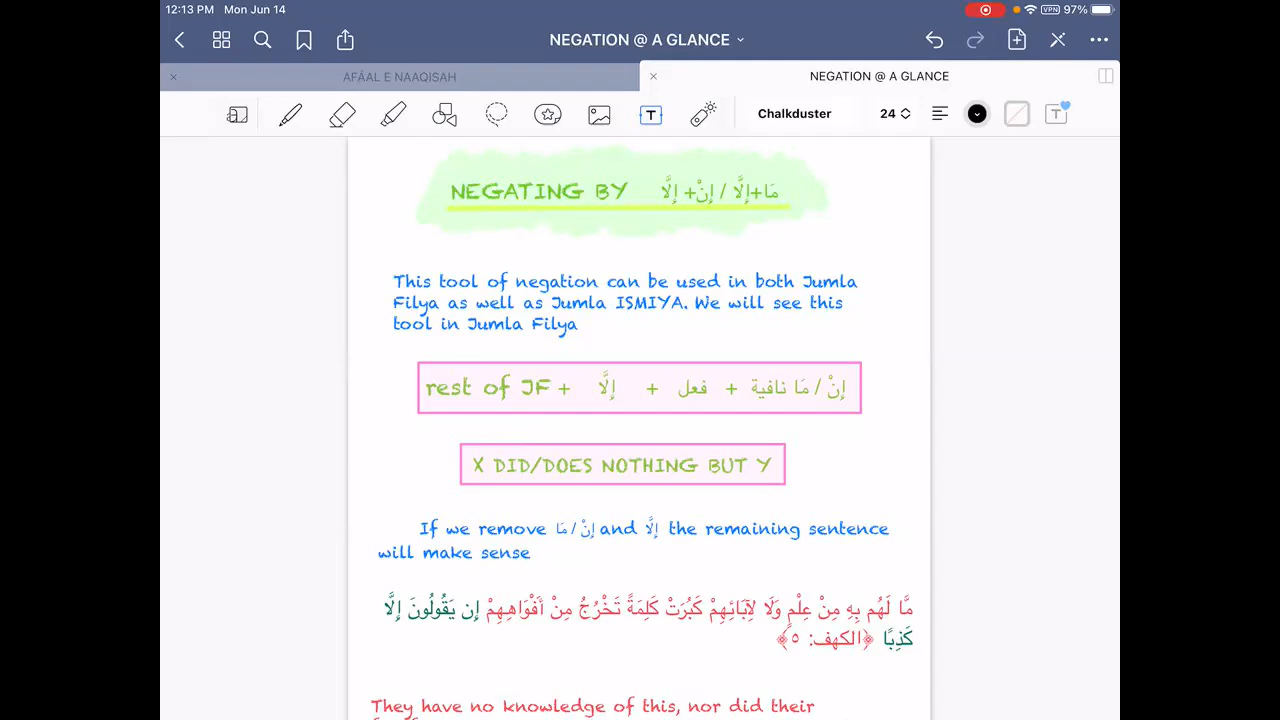 12:13 PM Mon Jun 14
VPN 97%
NEGATION @ A GLANCE
AFÁAL E NAAQISAH
NEGATION @ A GLANCE
T Chalkduster 24 T
NEGATING BY مَا+إِلَّا / إِنْ+ إِلَّا
This tool of negation can be used in both Jumla
Filya as well as Jumla ISMIYA. We will see this
tool in Jumla Filya
إِنْ / مَا نافية + فعل + إِلَّا + rest of JF
X DID/DOES NOTHING BUT Y
If we remove إِنْ / مَا and إِلَّا the remaining sentence
will make sense
مَّا لَهُم بِهِ مِنْ عِلْمٍ وَلَا لِآبَائِهِمْ كَبُرَتْ كَلِمَةً تَخْرُجُ مِنْ أَفْوَاهِهِمْ إِن يَقُولُونَ إِلَّا
كَذِبًا ﴿الكهف: ٥﴾
They have no knowledge of this, nor did their